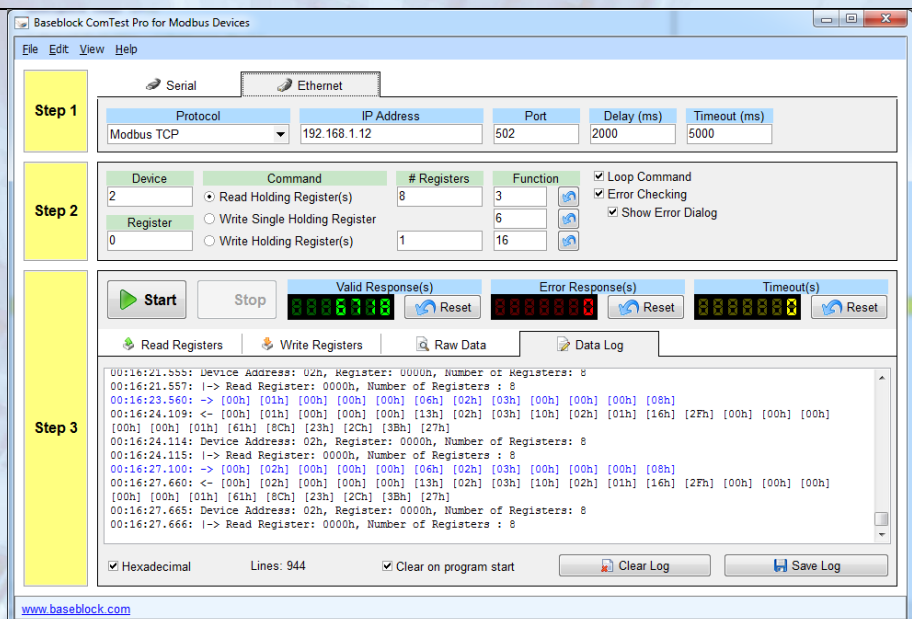 Baseblock ComTest Pro for Modbus Devices
File Edit View Help
Step 1
Serial Ethernet
Protocol IP Address Port Delay (ms) Timeout (ms)
Modbus TCP 192.168.1.12 502 2000 5000
Step 2
Device Command # Registers Function
2 Read Holding Register(s) 8 3
Register Write Single Holding Register 6
0 Write Holding Register(s) 1 16
Loop Command
Error Checking
Show Error Dialog
Step 3
Start Stop
Valid Response(s) Error Response(s) Timeout(s)
6718 Reset 0 Reset 0 Reset
Read Registers Write Registers Raw Data Data Log
00:16:21.555: Device Address: 02h, Register: 0000h, Number of Registers: 8
00:16:21.557: |-> Read Register: 0000h, Number of Registers : 8
00:16:23.560: -> [00h] [01h] [00h] [00h] [00h] [06h] [02h] [03h] [00h] [00h] [00h] [08h]
00:16:24.109: <- [00h] [01h] [00h] [00h] [00h] [13h] [02h] [03h] [10h] [02h] [01h] [16h] [2Fh] [00h] [00h] [00h]
[00h] [00h] [01h] [61h] [8Ch] [23h] [2Ch] [3Bh] [27h]
00:16:24.114: Device Address: 02h, Register: 0000h, Number of Registers: 8
00:16:24.115: |-> Read Register: 0000h, Number of Registers : 8
00:16:27.100: -> [00h] [02h] [00h] [00h] [00h] [06h] [02h] [03h] [00h] [00h] [00h] [08h]
00:16:27.660: <- [00h] [02h] [00h] [00h] [00h] [13h] [02h] [03h] [10h] [02h] [01h] [16h] [2Fh] [00h] [00h] [00h]
[00h] [00h] [01h] [61h] [8Ch] [23h] [2Ch] [3Bh] [27h]
00:16:27.665: Device Address: 02h, Register: 0000h, Number of Registers: 8
00:16:27.666: |-> Read Register: 0000h, Number of Registers : 8
Hexadecimal Lines: 944 Clear on program start Clear Log Save Log
www.baseblock.com